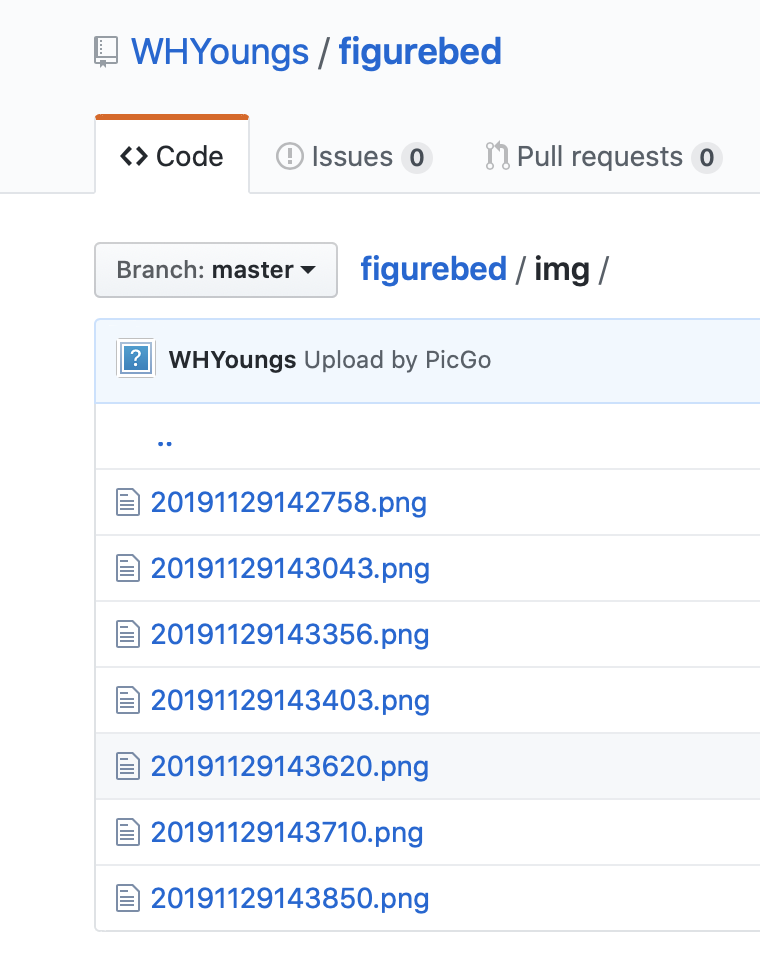 WHYoungs / figurebed
Code Issues 0 Pull requests 0
Branch: master figurebed / img /
? WHYoungs Upload by PicGo
..
20191129142758.png
20191129143043.png
20191129143356.png
20191129143403.png
20191129143620.png
20191129143710.png
20191129143850.png